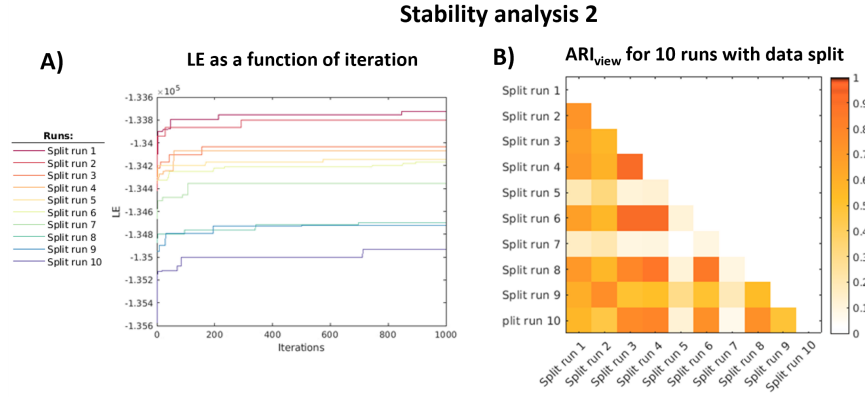 Stability analysis 2
A)
LE as a function of iteration
×10⁵
-1.336
-1.338
-1.34
-1.342
-1.344
-1.346
-1.348
-1.35
-1.352
-1.354
-1.356
LE
0
200
400
600
800
1000
Iterations
Runs:
Split run 1
Split run 2
Split run 3
Split run 4
Split run 5
Split run 6
Split run 7
Split run 8
Split run 9
Split run 10
B)
ARIview for 10 runs with data split
Split run 1
Split run 2
Split run 3
Split run 4
Split run 5
Split run 6
Split run 7
Split run 8
Split run 9
plit run 10
Split run 1
Split run 2
Split run 3
Split run 4
Split run 5
Split run 6
Split run 7
Split run 8
Split run 9
Split run 10
1
0.9
0.8
0.7
0.6
0.5
0.4
0.3
0.2
0.1
0